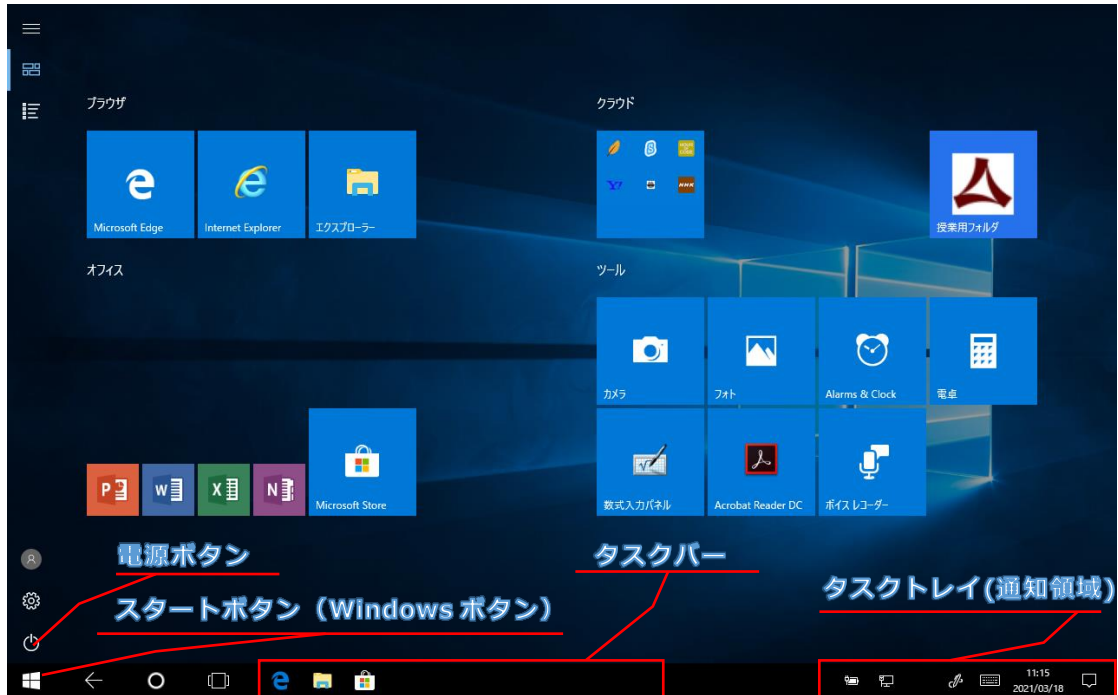 ブラウザ
クラウド
Microsoft Edge
Internet Explorer
エクスプローラー
授業用フォルダ
オフィス
ツール
カメラ
フォト
Alarms & Clock
電卓
Microsoft Store
数式入力パネル
Acrobat Reader DC
ボイス レコーダー
電源ボタン
タスクバー
タスクトレイ(通知領域)
スタートボタン（Windows ボタン）
11:15
2021/03/18